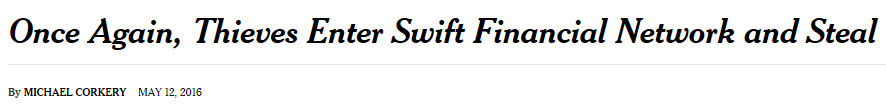 Once Again, Thieves Enter Swift Financial Network and Steal
By MICHAEL CORKERY MAY 12, 2016